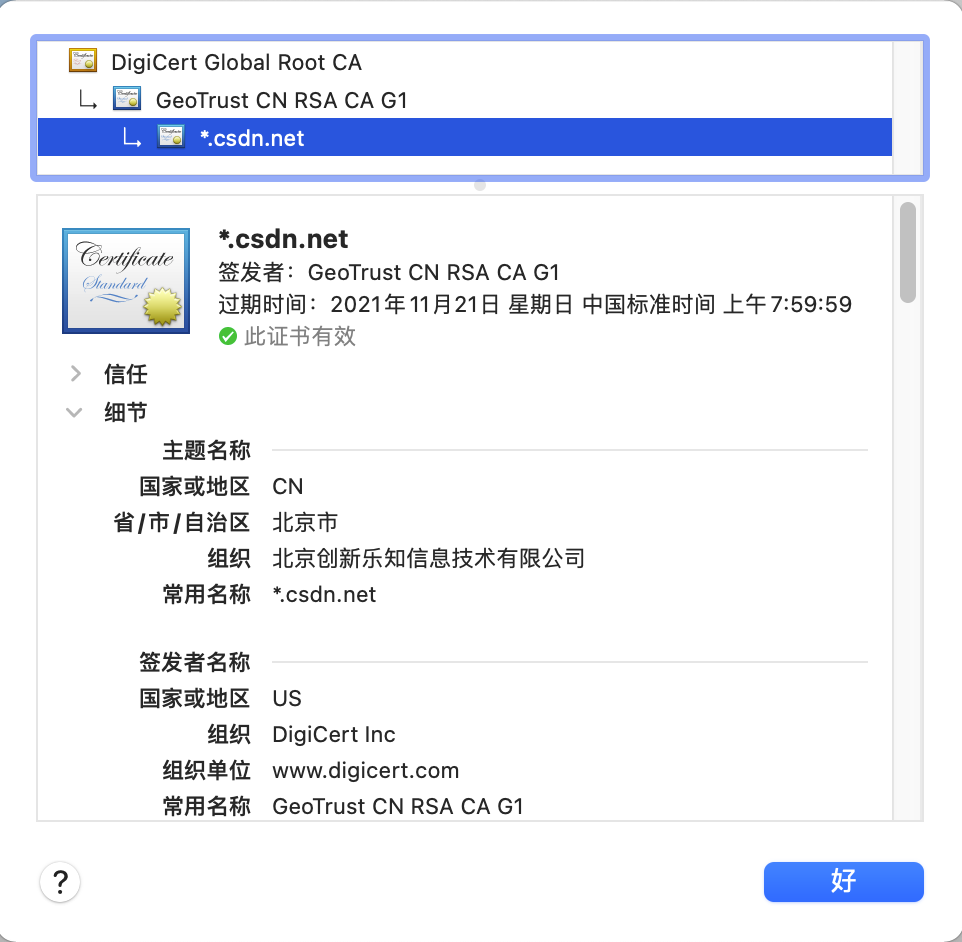 DigiCert Global Root CA
GeoTrust CN RSA CA G1
*.csdn.net
Certificate
Standard
*.csdn.net
签发者：GeoTrust CN RSA CA G1
过期时间：2021年11月21日 星期日 中国标准时间 上午7:59:59
此证书有效
信任
细节
主题名称
国家或地区 CN
省/市/自治区 北京市
组织 北京创新乐知信息技术有限公司
常用名称 *.csdn.net
签发者名称
国家或地区 US
组织 DigiCert Inc
组织单位 www.digicert.com
常用名称 GeoTrust CN RSA CA G1
?
好